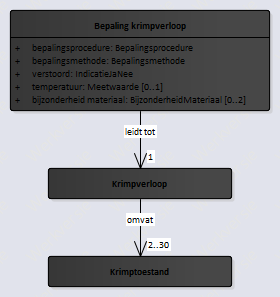 Bepaling krimpverloop
+ bepalingsprocedure: Bepalingsprocedure
+ bepalingsmethode: Bepalingsmethode
+ verstoord: IndicatieJaNee
+ temperatuur: Meetwaarde [0..1]
+ bijzonderheid materiaal: BijzonderheidMateriaal [0..2]
leidt tot
1
Krimpverloop
omvat
2..30
Krimptoestand